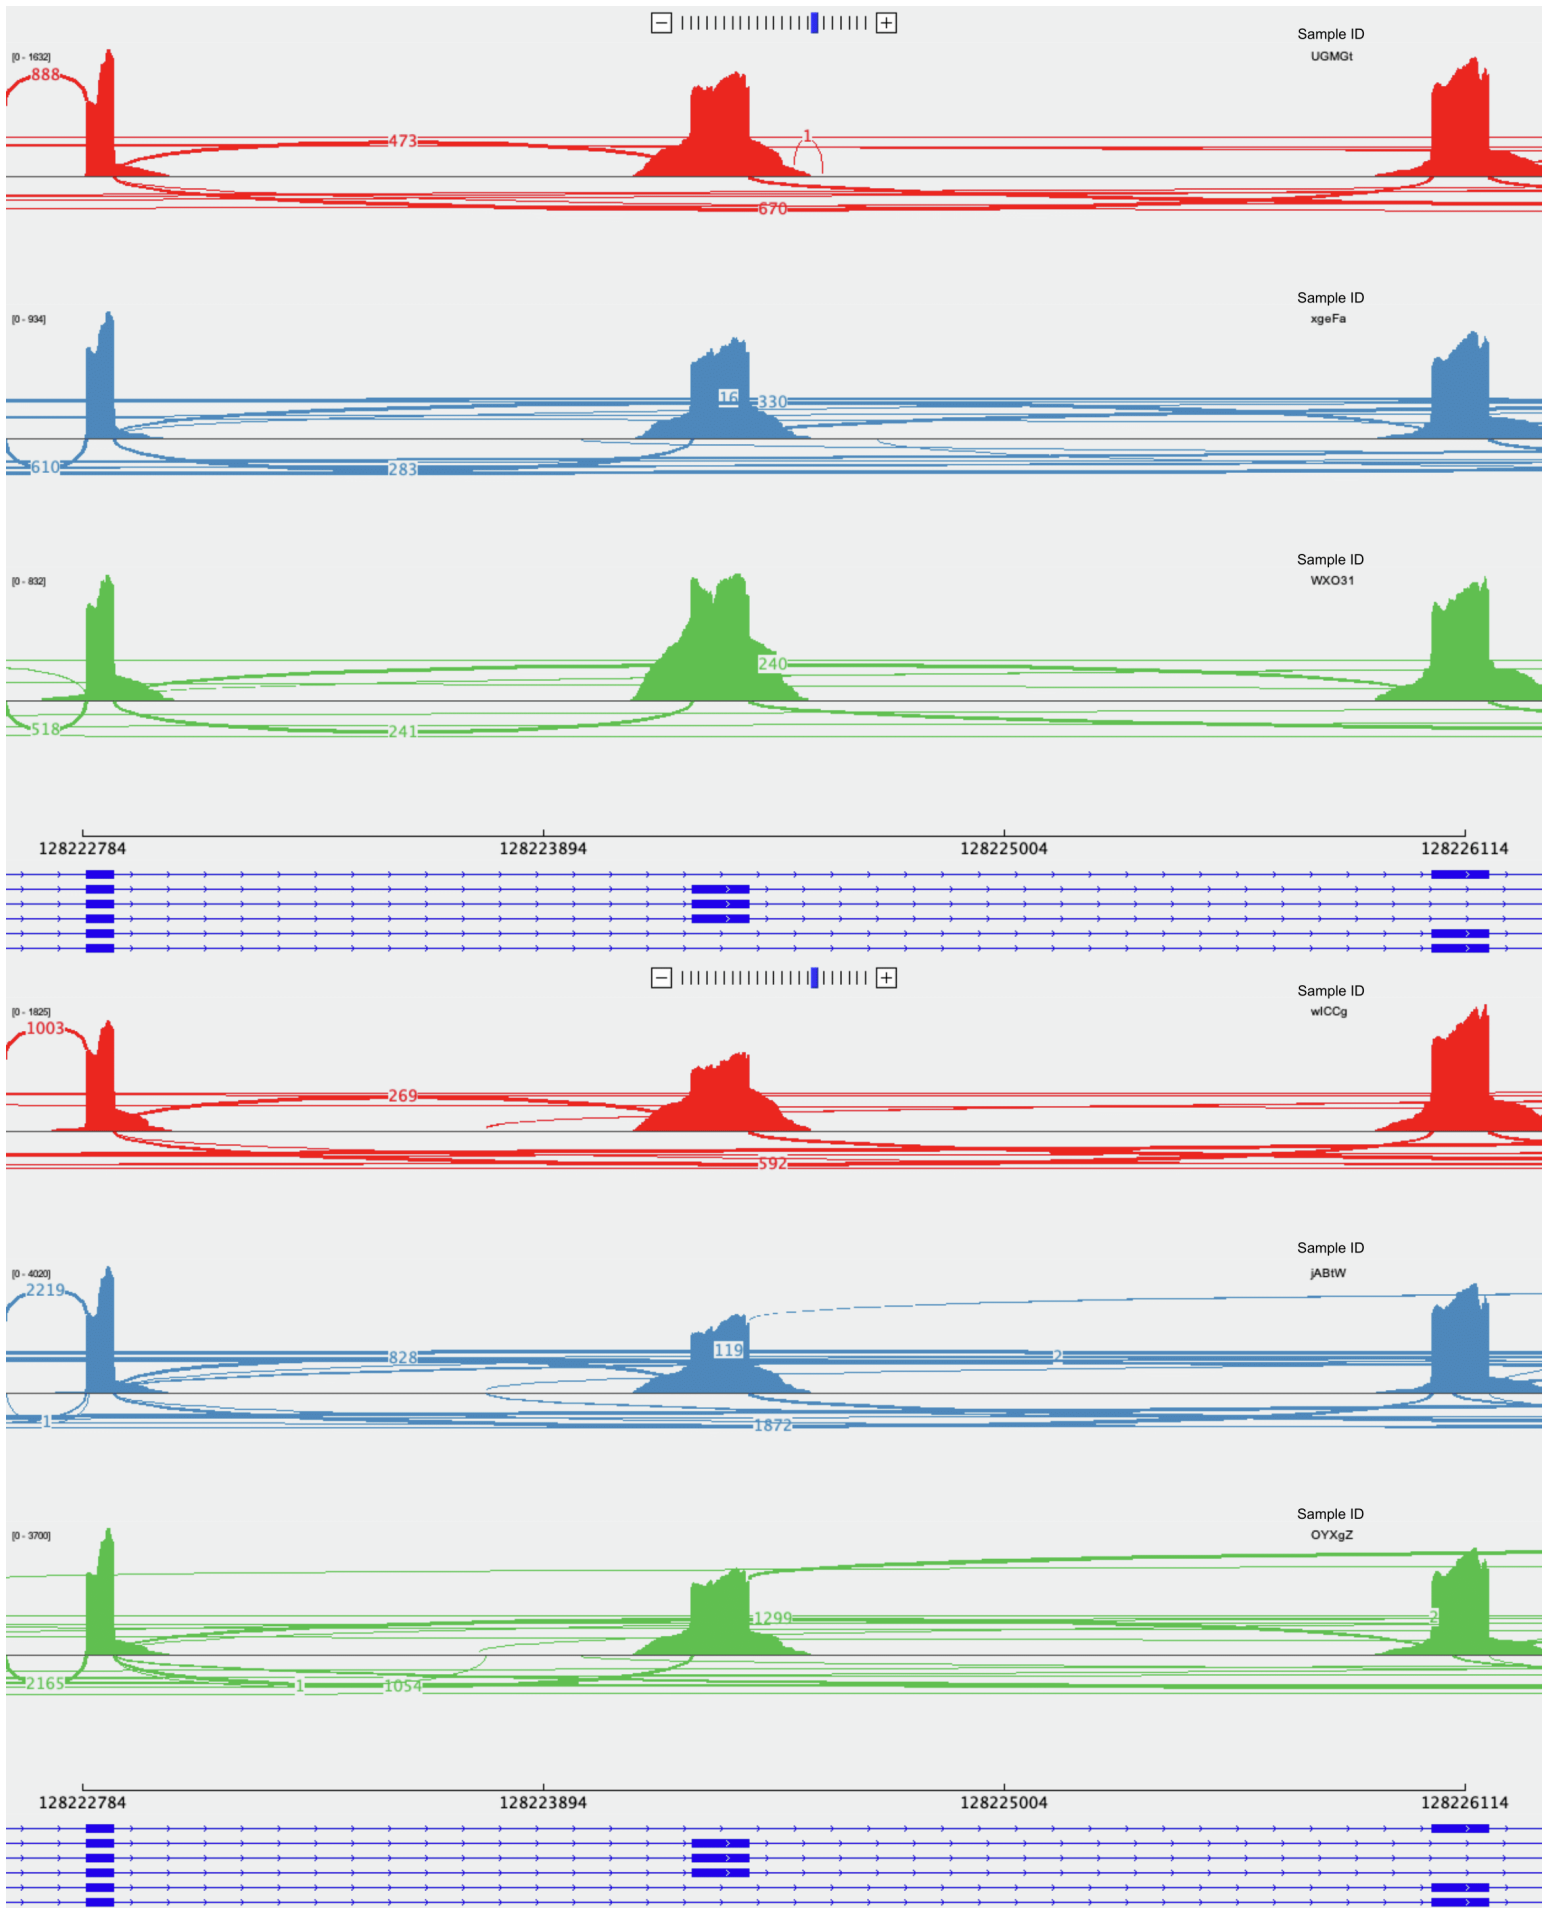 Sample ID
[0 - 1632]
UGMGt
888
1
473
670
Sample ID
[0 - 934]
xgeFa
16
330
610
283
Sample ID
[0 - 832]
WXO31
240
518
241
128222784 128223894 128225004 128226114
Sample ID
[0 - 1825]
wICCg
1003
269
592
Sample ID
[0 - 4020]
jABtW
2219
119
828
2
1
1872
Sample ID
[0 - 3700]
OYXgZ
1299
2
2165
1
1054
128222784 128223894 128225004 128226114